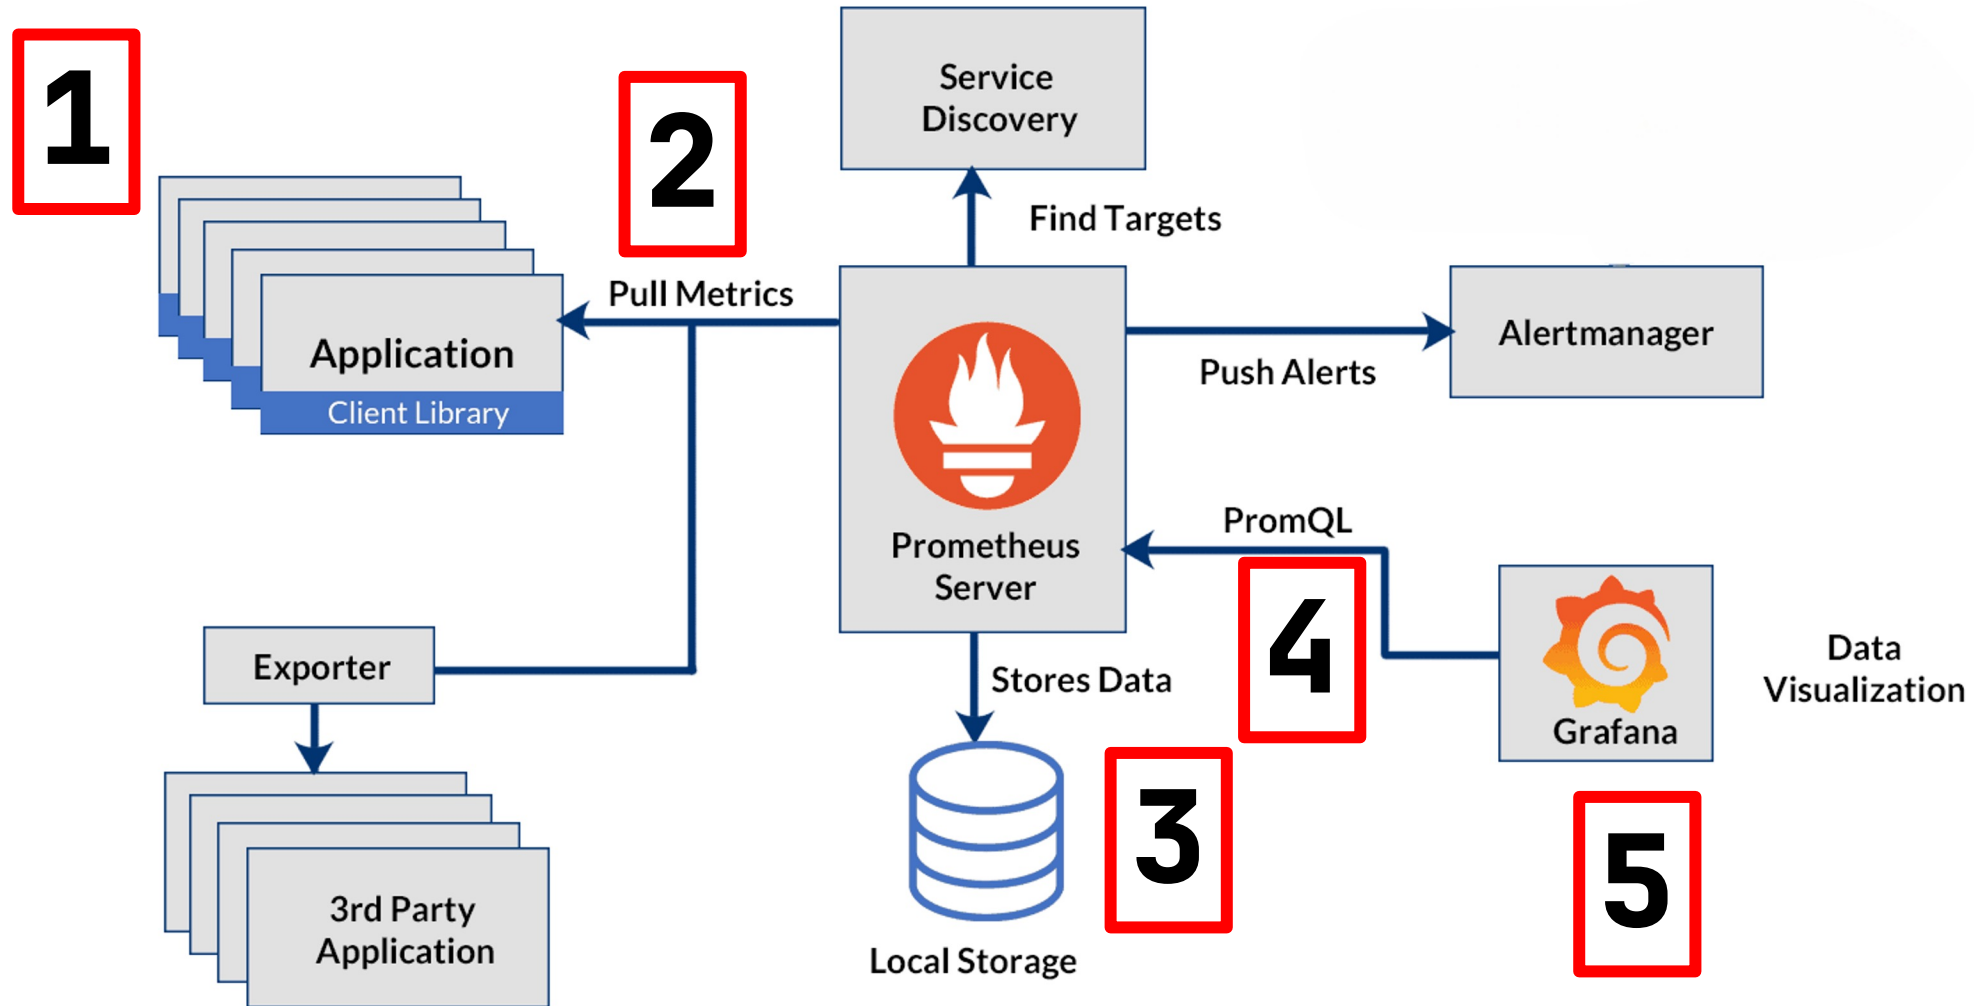 1
2
Service
Discovery
Find Targets
Pull Metrics
Application
Client Library
Alertmanager
Push Alerts
Prometheus
Server
PromQL
4
Exporter
Stores Data
Grafana
Data
Visualization
3
5
3rd Party
Application
Local Storage